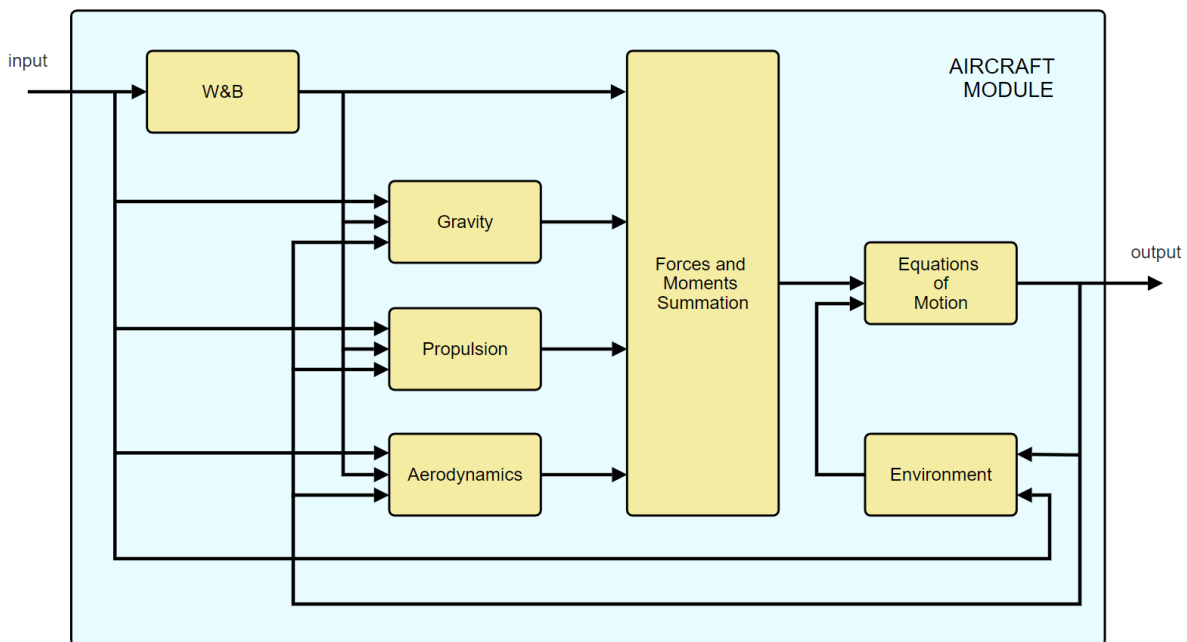 input
W&B
AIRCRAFT
MODULE
Gravity
Forces and
Moments
Summation
Equations
of
Motion
output
Propulsion
Aerodynamics
Environment